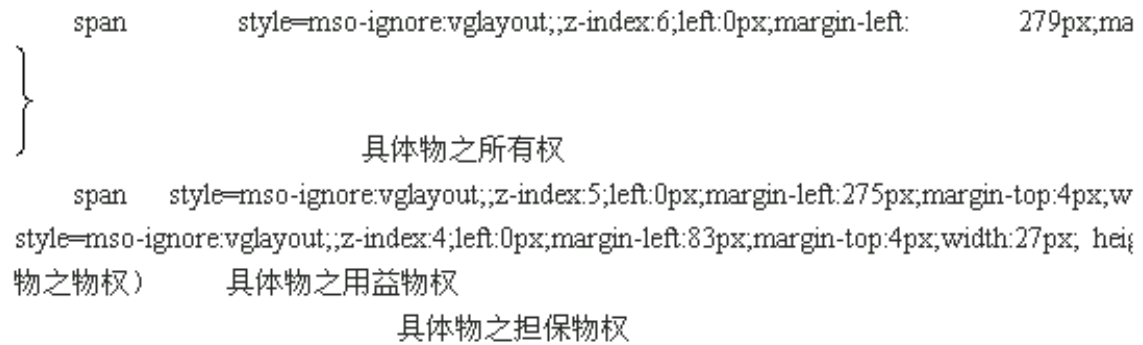 span style=mso-ignore:vglayout;;z-index:6;left:0px;margin-left: 279px;ma
}
具体物之所有权
span style=mso-ignore:vglayout;;z-index:5;left:0px;margin-left:275px;margin-top:4px;w
style=mso-ignore:vglayout;;z-index:4;left:0px;margin-left:83px;margin-top:4px;width:27px; heig
物之物权） 具体物之用益物权
具体物之担保物权